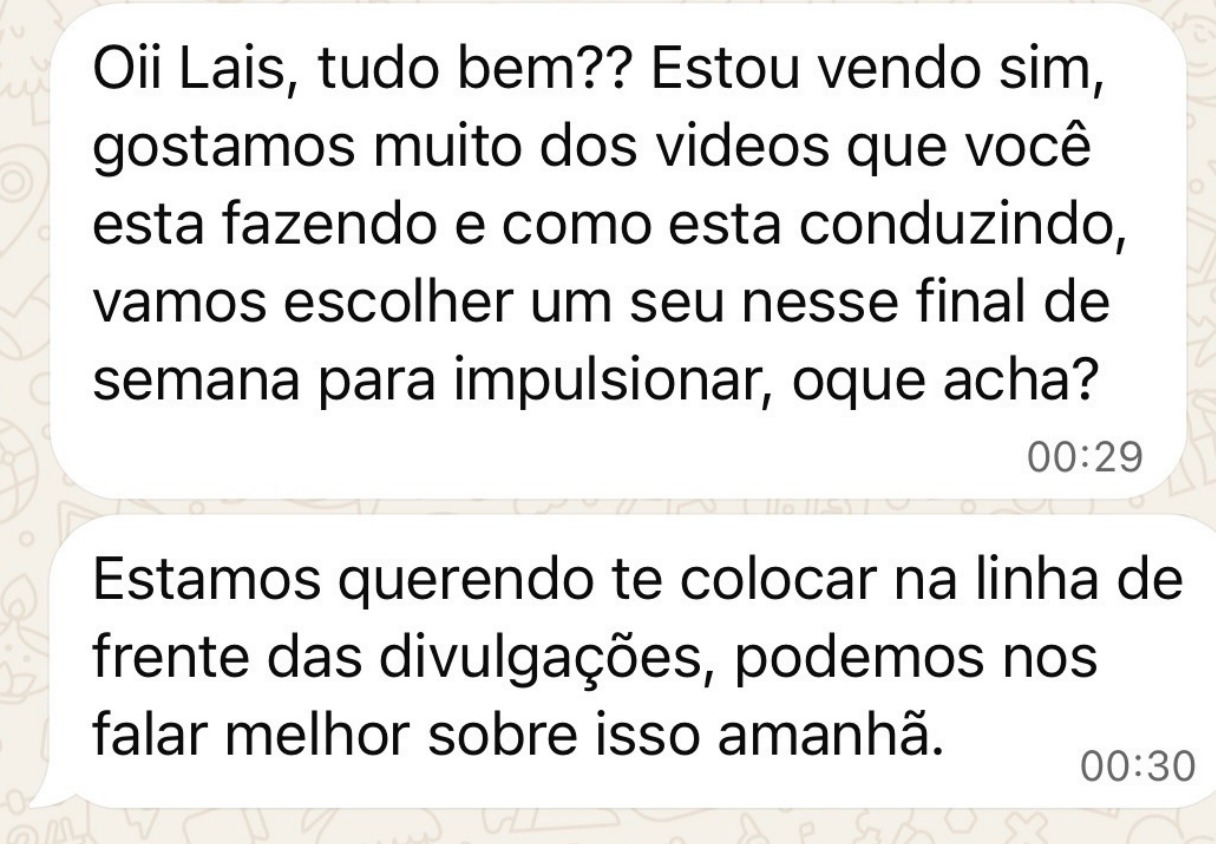 Oii Lais, tudo bem?? Estou vendo sim,
gostamos muito dos videos que você
esta fazendo e como esta conduzindo,
vamos escolher um seu nesse final de
semana para impulsionar, oque acha?
00:29
Estamos querendo te colocar na linha de
frente das divulgações, podemos nos
falar melhor sobre isso amanhã.
00:30